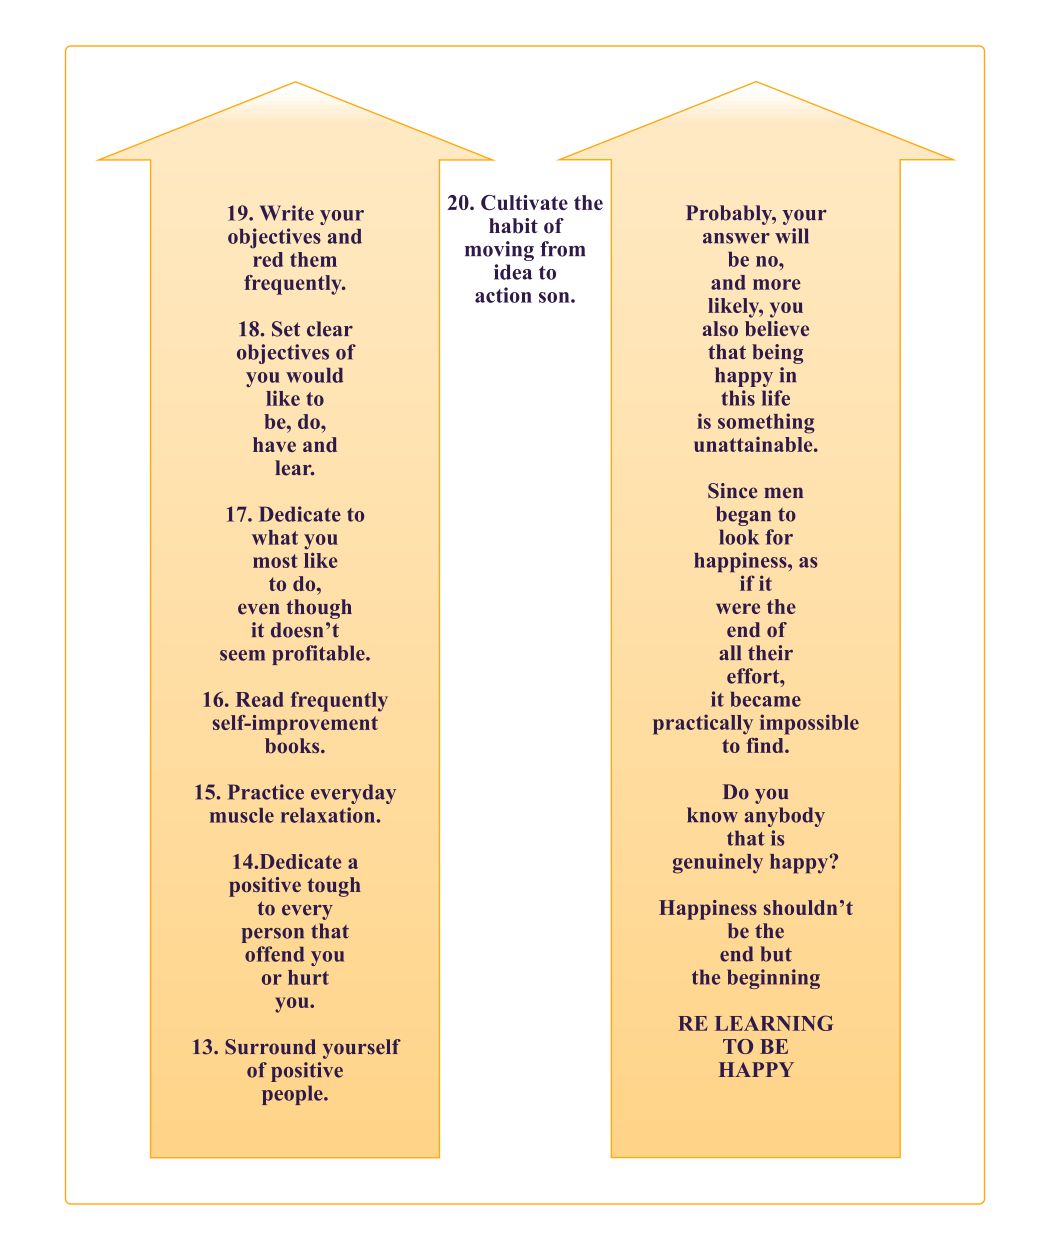 19. Write your
objectives and
red them
frequently.
18. Set clear
objectives of
you would
like to
be, do,
have and
lear.
17. Dedicate to
what you
most like
to do,
even though
it doesn’t
seem profitable.
16. Read frequently
self-improvement
books.
15. Practice everyday
muscle relaxation.
14.Dedicate a
positive tough
to every
person that
offend you
or hurt
you.
13. Surround yourself
of positive
people.
20. Cultivate the
habit of
moving from
idea to
action son.
Probably, your
answer will
be no,
and more
likely, you
also believe
that being
happy in
this life
is something
unattainable.
Since men
began to
look for
happiness, as
if it
were the
end of
all their
effort,
it became
practically impossible
to find.
Do you
know anybody
that is
genuinely happy?
Happiness shouldn’t
be the
end but
the beginning
RE LEARNING
TO BE
HAPPY